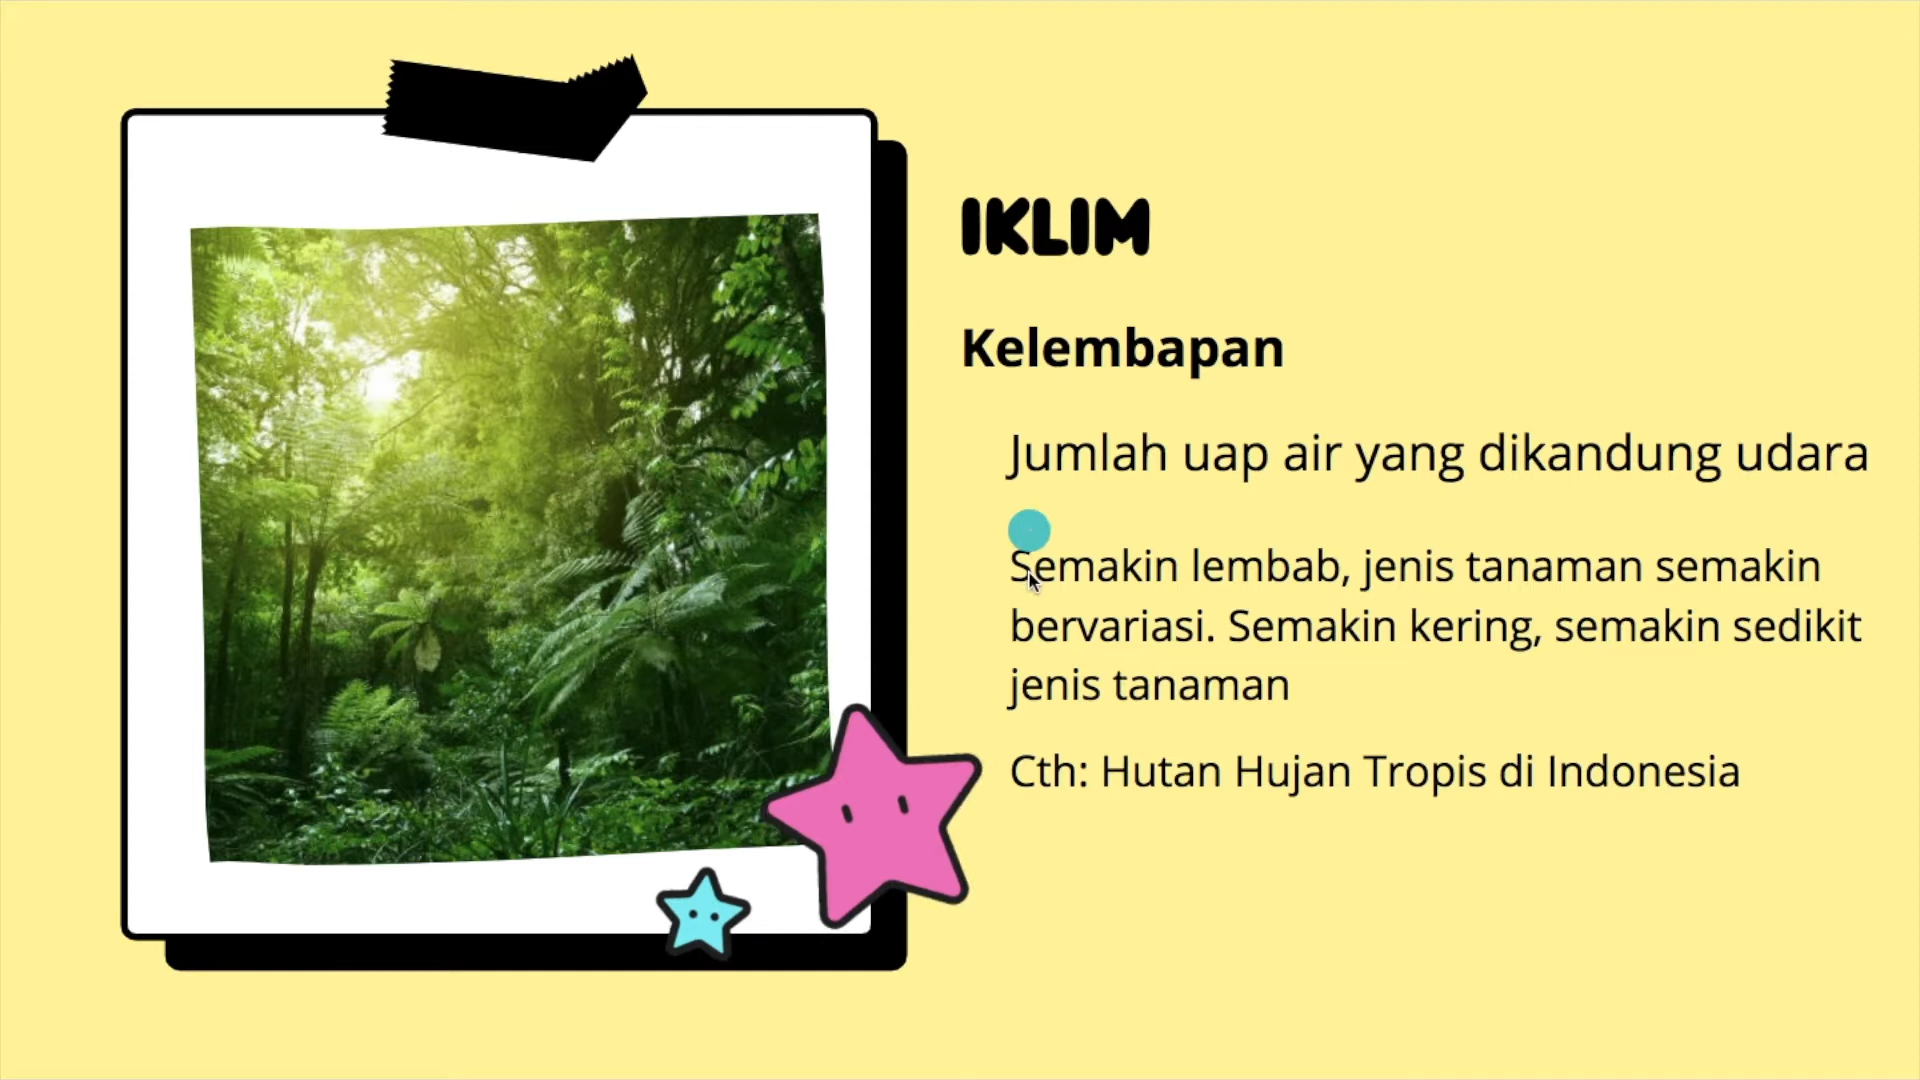 IKLIM
Kelembapan
Jumlah uap air yang dikandung udara
Semakin lembab, jenis tanaman semakin
bervariasi. Semakin kering, semakin sedikit
jenis tanaman
Cth: Hutan Hujan Tropis di Indonesia